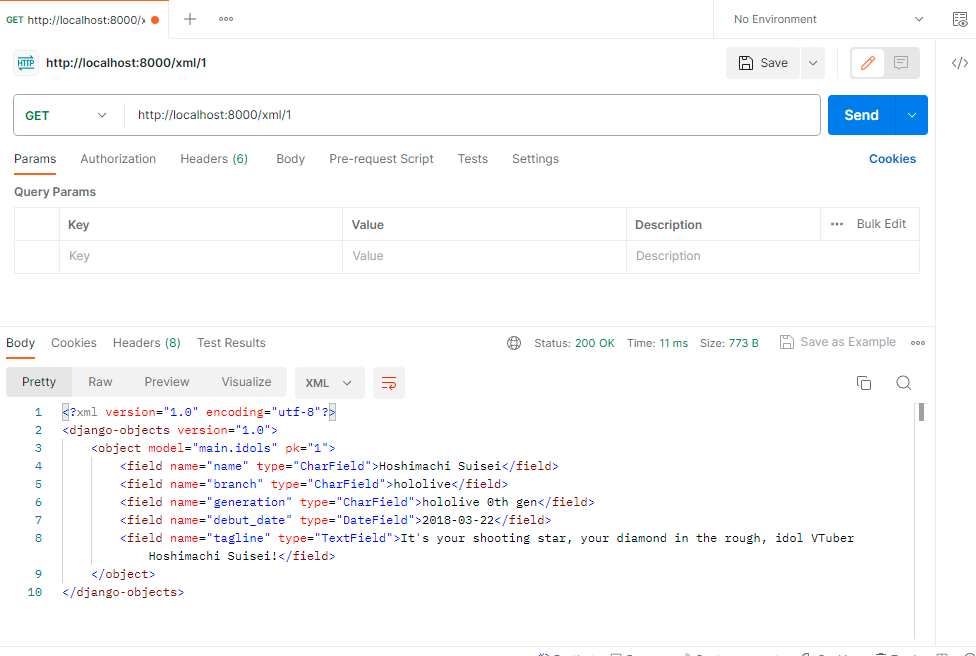 GET http://localhost:8000/x
No Environment
HTTP http://localhost:8000/xml/1
Save
GET http://localhost:8000/xml/1 Send
Params Authorization Headers (6) Body Pre-request Script Tests Settings Cookies
Query Params
Key Value Description Bulk Edit
Key Value Description
Body Cookies Headers (8) Test Results Status: 200 OK Time: 11 ms Size: 773 B Save as Example
Pretty Raw Preview Visualize XML
1 <?xml version="1.0" encoding="utf-8"?>
2 <django-objects version="1.0">
3 <object model="main.idols" pk="1">
4 <field name="name" type="CharField">Hoshimachi Suisei</field>
5 <field name="branch" type="CharField">hololive</field>
6 <field name="generation" type="CharField">hololive 0th gen</field>
7 <field name="debut_date" type="DateField">2018-03-22</field>
8 <field name="tagline" type="TextField">It's your shooting star, your diamond in the rough, idol VTuber
Hoshimachi Suisei!</field>
9 </object>
10 </django-objects>